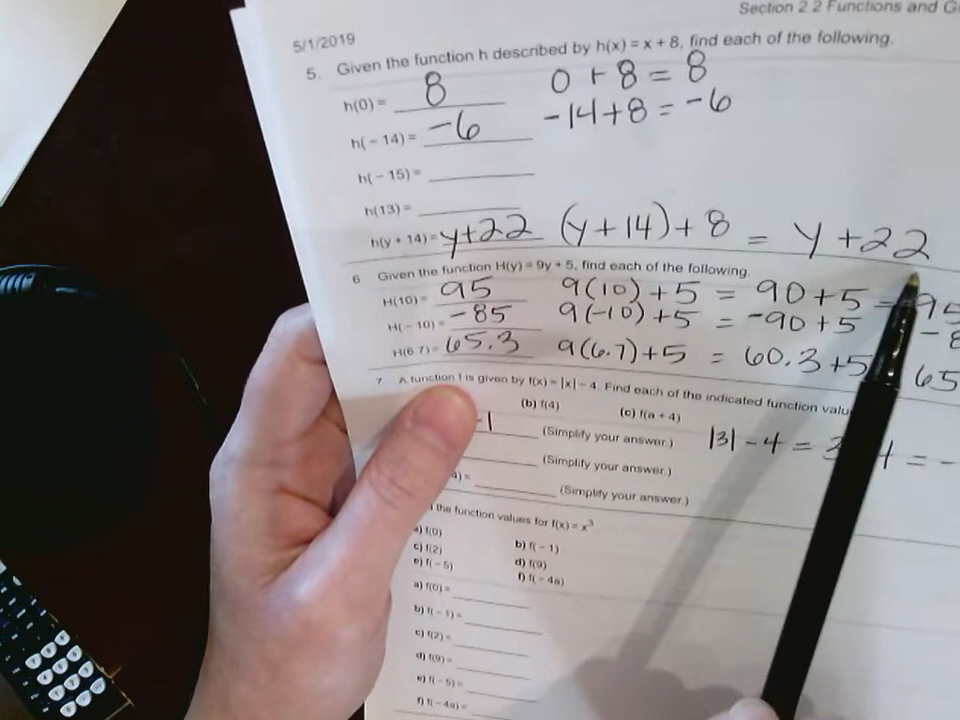 Section 2.2 Functions and
5/1/2019
5. Given the function h described by h(x) = x + 8, find each of the following.
h(0) = 8 0 + 8 = 8
h( − 14) = -6 -14+8 = -6
h( − 15) =
h(13) =
h(y + 14) = y+22 (y+14)+8 = y+22
6 Given the function H(y) = 9y + 5, find each of the following.
H(10) = 95 9(10)+5 = 90+5 = 95
H( − 10) = -85 9(-10)+5 = -90+5
H(6.7) = 65.3 9(6.7)+5 = 60.3+5 65
7. A function f is given by f(x) = |x| − 4. Find each of the indicated function
(b) f(4) (c) f(a + 4)
-1 (Simplify your answer.) |3| - 4 = 3 4 = -
(Simplify your answer.)
4) = (Simplify your answer.)
the function values for f(x) = x³
a) f(0) b) f( − 1)
c) f(2) d) f(9)
e) f( − 5) f) f( − 4a)
a) f(0) =
b) f( − 1) =
c) f(2) =
d) f(9) =
e) f( − 5) =
f) f( − 4a) =